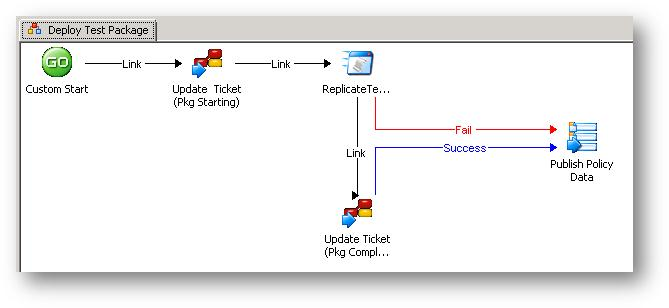 Deploy Test Package
GO
Link
Link
Custom Start
Update Ticket
(Pkg Starting)
ReplicateTe...
Fail
Link
Success
Publish Policy
Data
Update Ticket
(Pkg Compl...